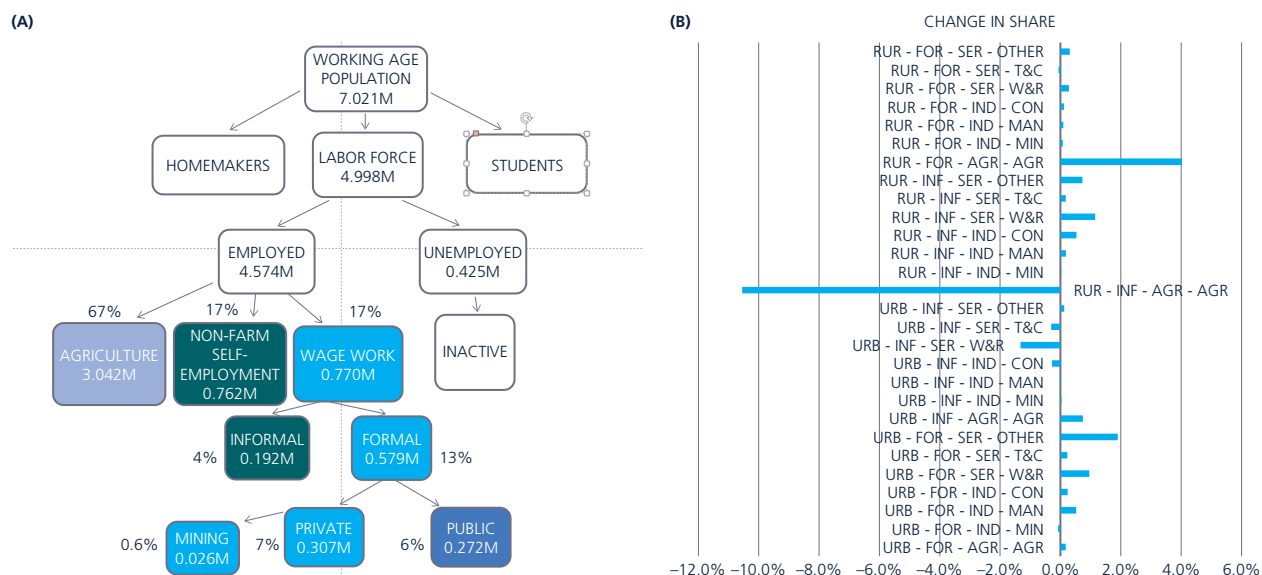 (A)
WORKING AGE
POPULATION
7.021M
HOMEMAKERS
LABOR FORCE
4.998M
STUDENTS
EMPLOYED
4.574M
UNEMPLOYED
0.425M
67%
17%
17%
AGRICULTURE
3.042M
NON-FARM
SELF-
EMPLOYMENT
0.762M
WAGE WORK
0.770M
INACTIVE
4%
INFORMAL
0.192M
FORMAL
0.579M
13%
0.6%
MINING
0.026M
7%
PRIVATE
0.307M
6%
PUBLIC
0.272M
(B)
CHANGE IN SHARE
RUR - FOR - SER - OTHER
RUR - FOR - SER - T&C
RUR - FOR - SER - W&R
RUR - FOR - IND - CON
RUR - FOR - IND - MAN
RUR - FOR - IND - MIN
RUR - FOR - AGR - AGR
RUR - INF - SER - OTHER
RUR - INF - SER - T&C
RUR - INF - SER - W&R
RUR - INF - IND - CON
RUR - INF - IND - MAN
RUR - INF - IND - MIN
RUR - INF - AGR - AGR
URB - INF - SER - OTHER
URB - INF - SER - T&C
URB - INF - SER - W&R
URB - INF - IND - CON
URB - INF - IND - MAN
URB - INF - IND - MIN
URB - INF - AGR - AGR
URB - FOR - SER - OTHER
URB - FOR - SER - T&C
URB - FOR - SER - W&R
URB - FOR - IND - CON
URB - FOR - IND - MAN
URB - FOR - IND - MIN
URB - FOR - AGR - AGR
−12.0% −10.0% −8.0% −6.0% −4.0% −2.0% 0.0% 2.0% 4.0% 6.0%